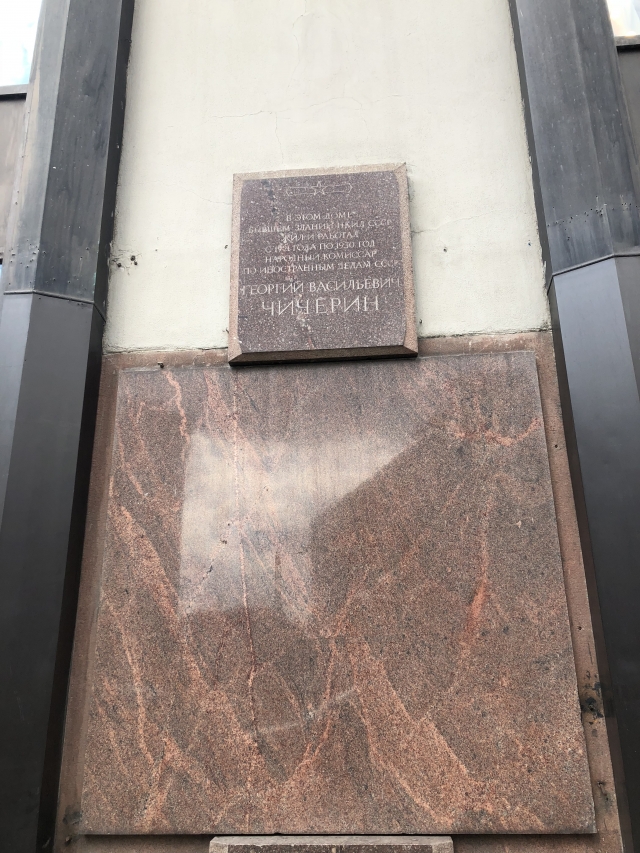 В ЭТОМ ДОМЕ
БЫВШЕМ ЗДАНИИ НКИД СССР
ЖИЛ И РАБОТАЛ
С 1921 ГОДА ПО 1930 ГОД
НАРОДНЫЙ КОМИССАР
ПО ИНОСТРАННЫМ ДЕЛАМ СССР
ГЕОРГИЙ ВАСИЛЬЕВИЧ
ЧИЧЕРИН